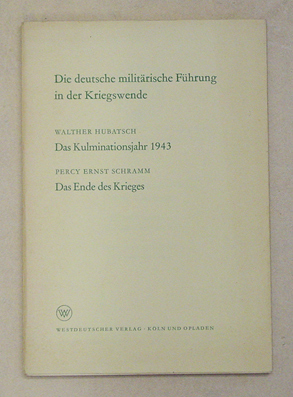 Die deutsche militärische Führung
in der Kriegswende
WALTHER HUBATSCH
Das Kulminationsjahr 1943
PERCY ERNST SCHRAMM
Das Ende des Krieges
W
WESTDEUTSCHER VERLAG · KÖLN UND OPLADEN